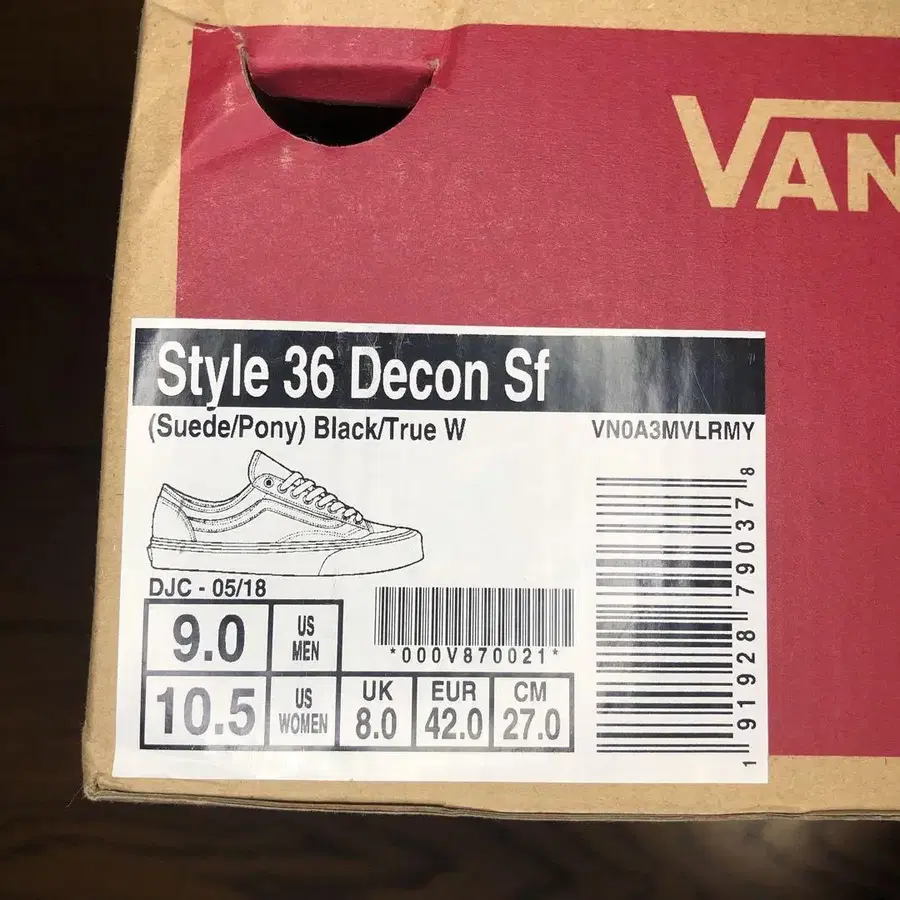 VANS
Style 36 Decon Sf
(Suede/Pony) Black/True W
VN0A3MVLRMY
DJC - 05/18
9.0 US MEN
10.5 US WOMEN
UK 8.0
EUR 42.0
CM 27.0
*000V870021*
1 91928 79037 8